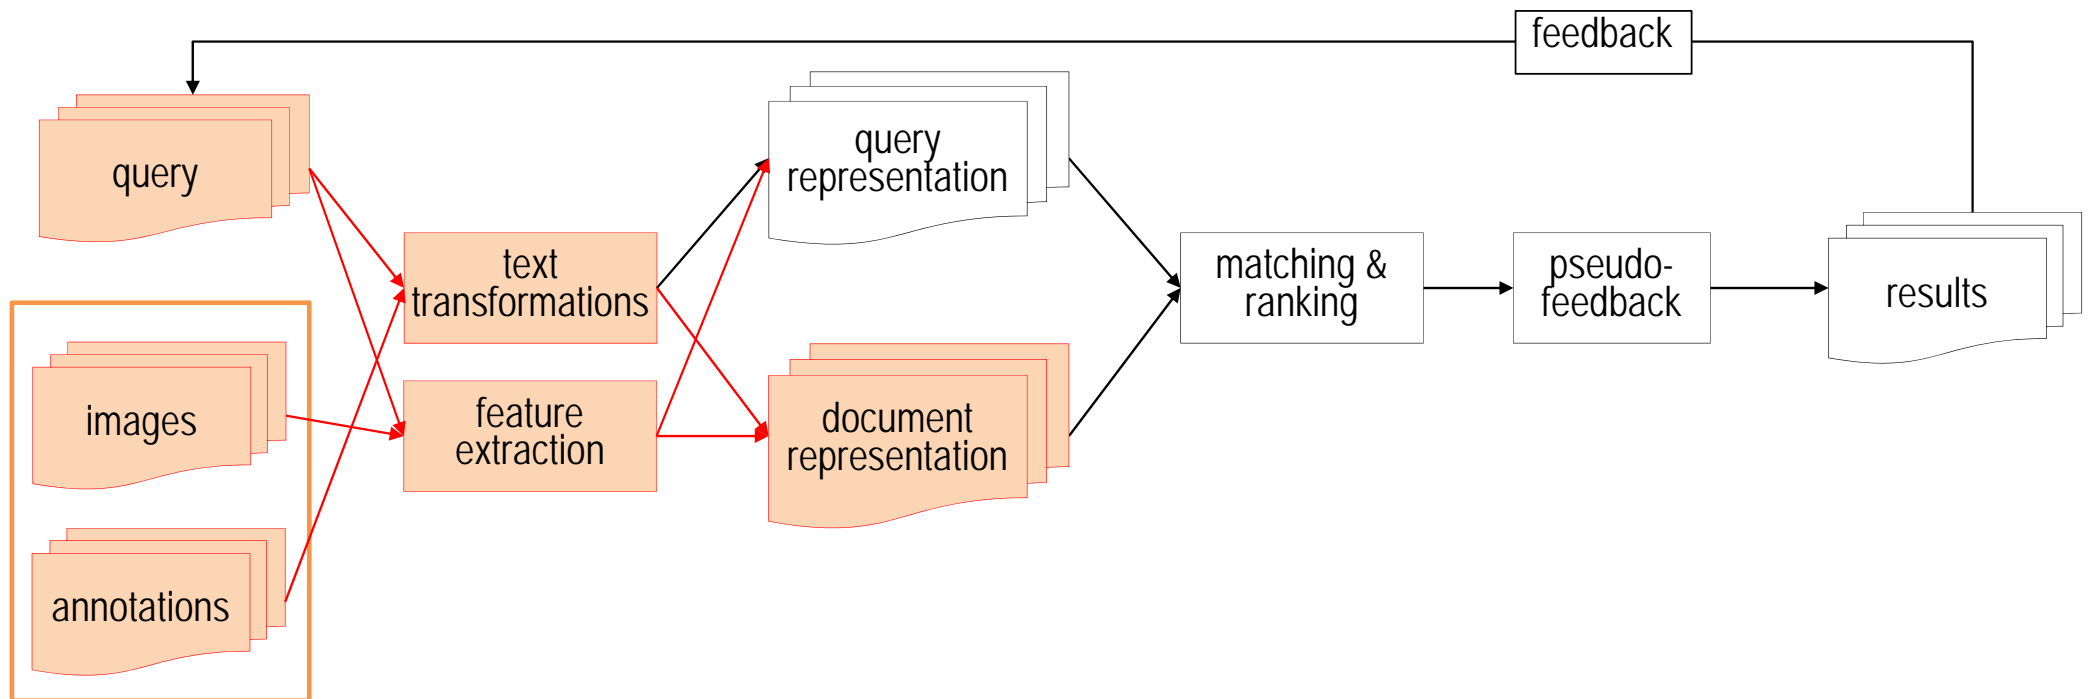 feedback
query
query
representation
text
transformations
matching &
ranking
pseudo-
feedback
results
images
feature
extraction
document
representation
annotations